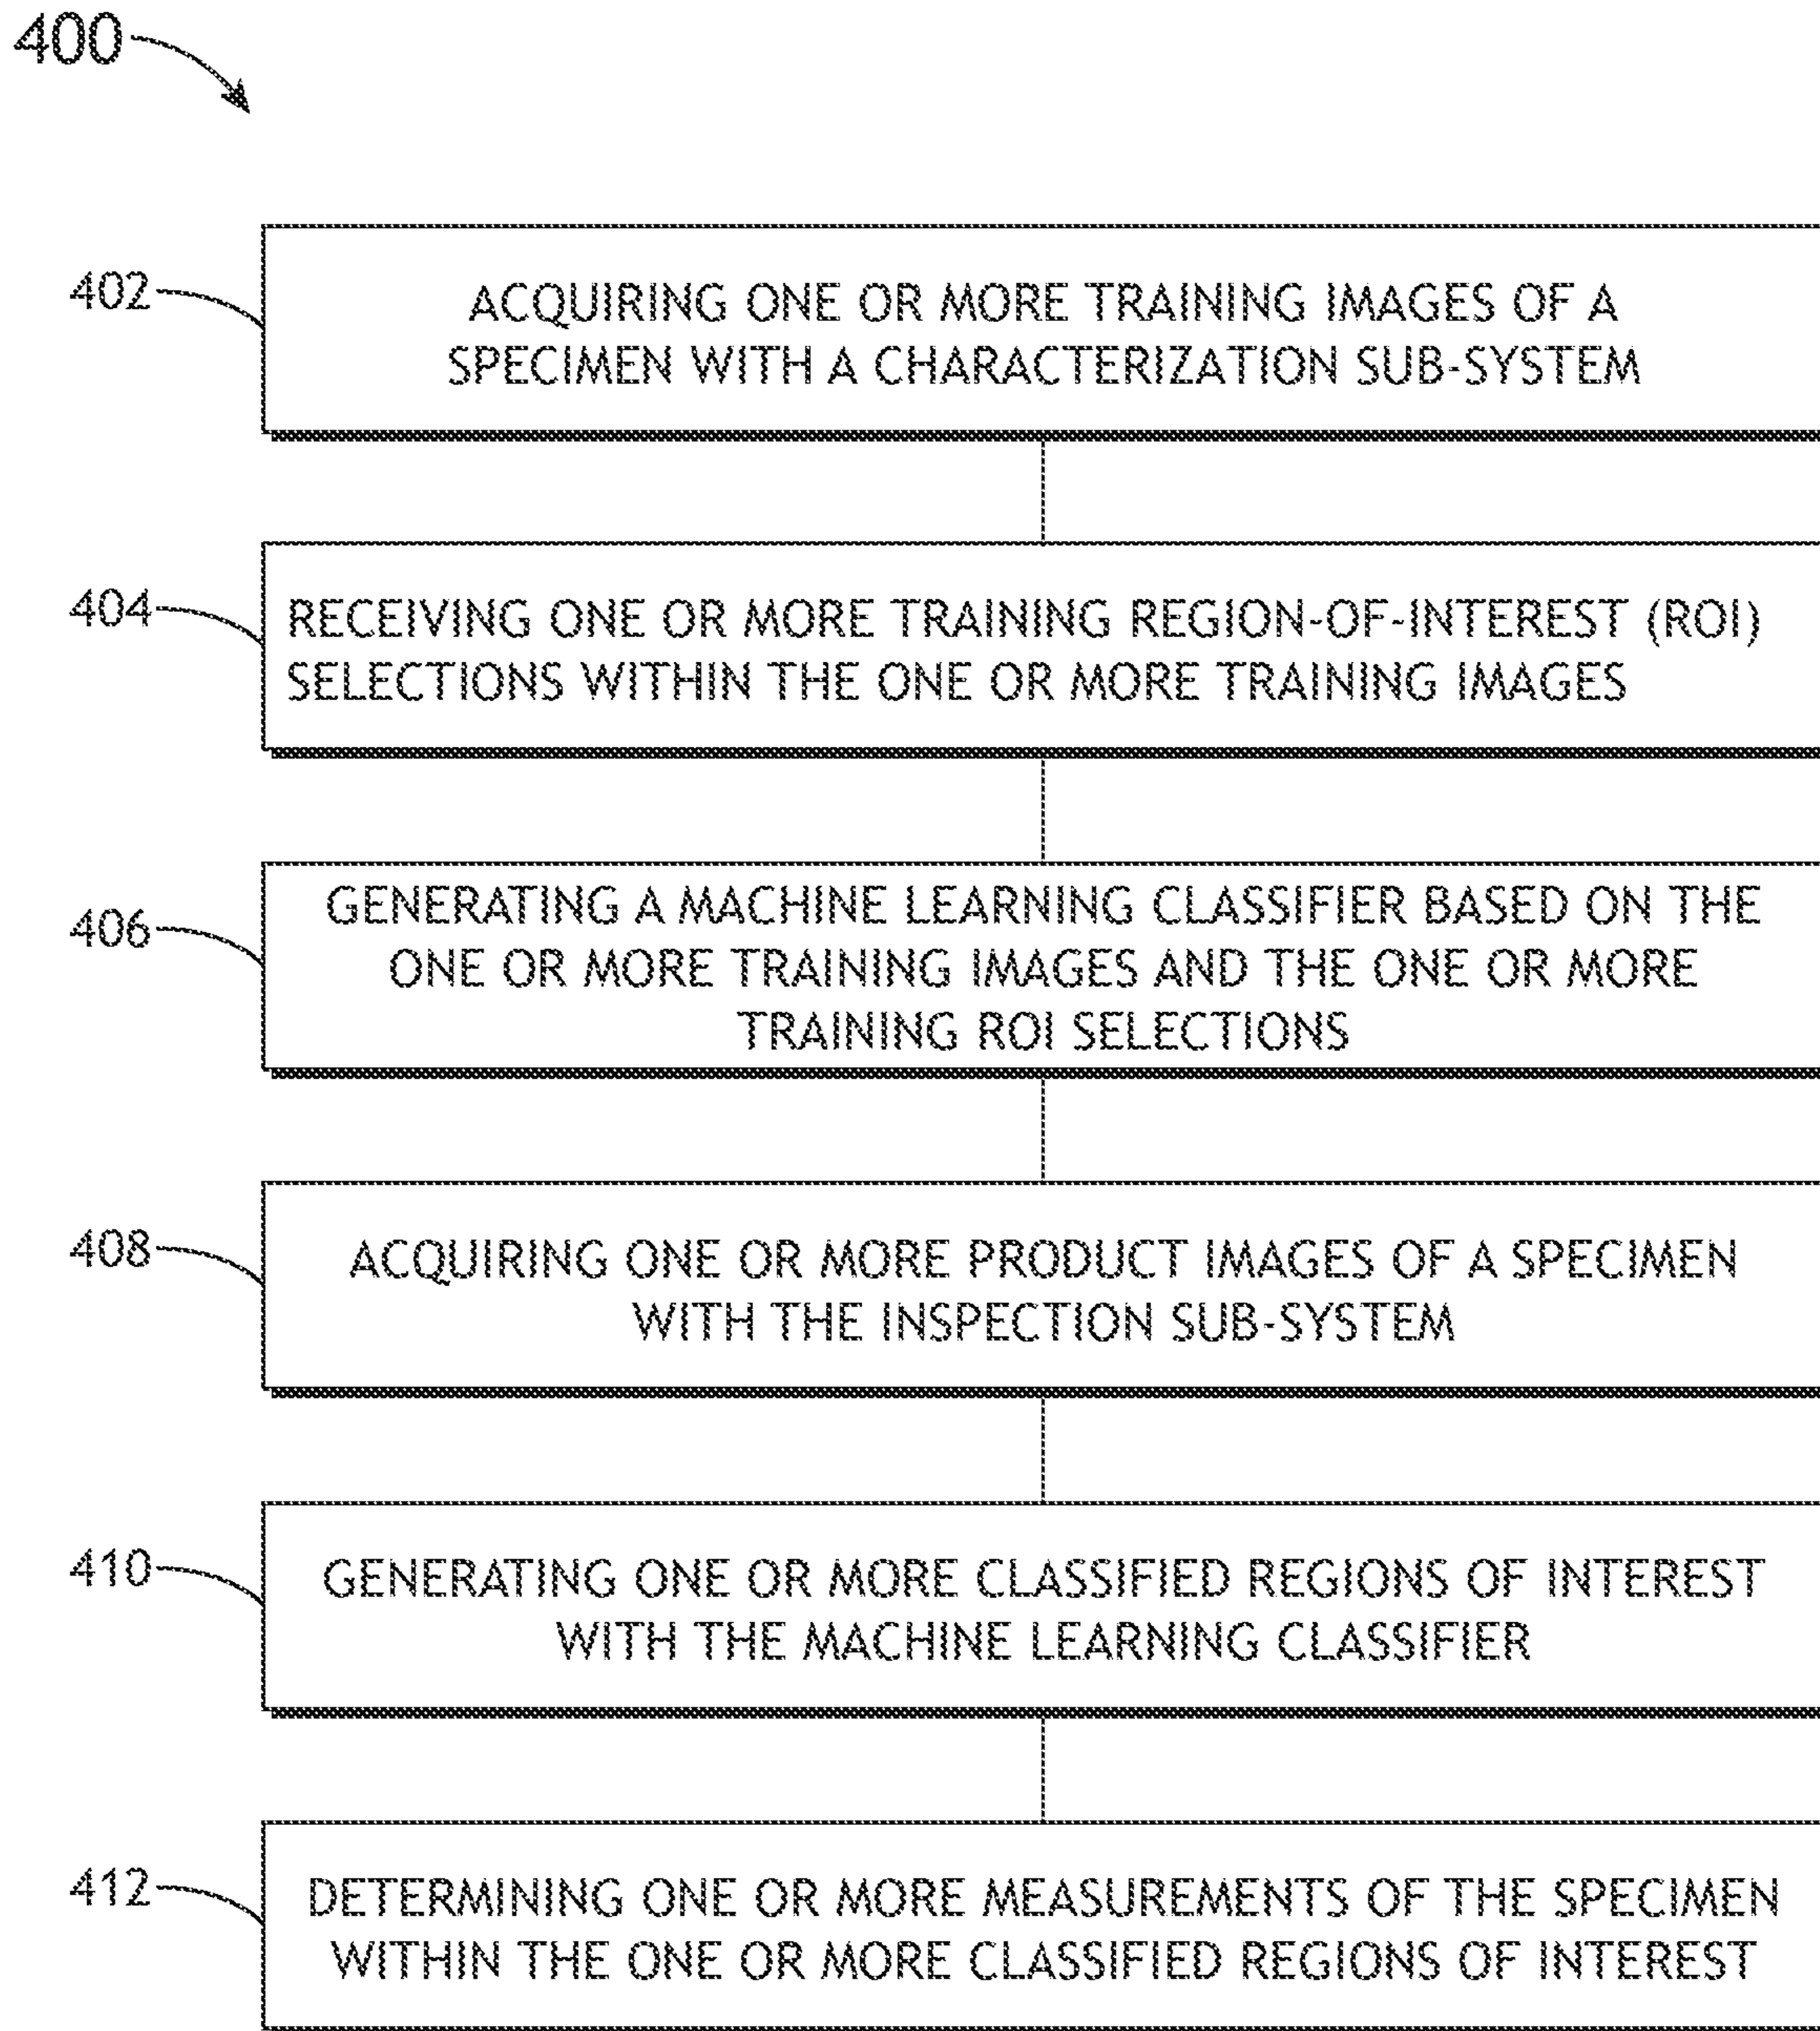 400
402
ACQUIRING ONE OR MORE TRAINING IMAGES OF A
SPECIMEN WITH A CHARACTERIZATION SUB-SYSTEM
404
RECEIVING ONE OR MORE TRAINING REGION-OF-INTEREST (ROI)
SELECTIONS WITHIN THE ONE OR MORE TRAINING IMAGES
406
GENERATING A MACHINE LEARNING CLASSIFIER BASED ON THE
ONE OR MORE TRAINING IMAGES AND THE ONE OR MORE
TRAINING ROI SELECTIONS
408
ACQUIRING ONE OR MORE PRODUCT IMAGES OF A SPECIMEN
WITH THE INSPECTION SUB-SYSTEM
410
GENERATING ONE OR MORE CLASSIFIED REGIONS OF INTEREST
WITH THE MACHINE LEARNING CLASSIFIER
412
DETERMINING ONE OR MORE MEASUREMENTS OF THE SPECIMEN
WITHIN THE ONE OR MORE CLASSIFIED REGIONS OF INTEREST